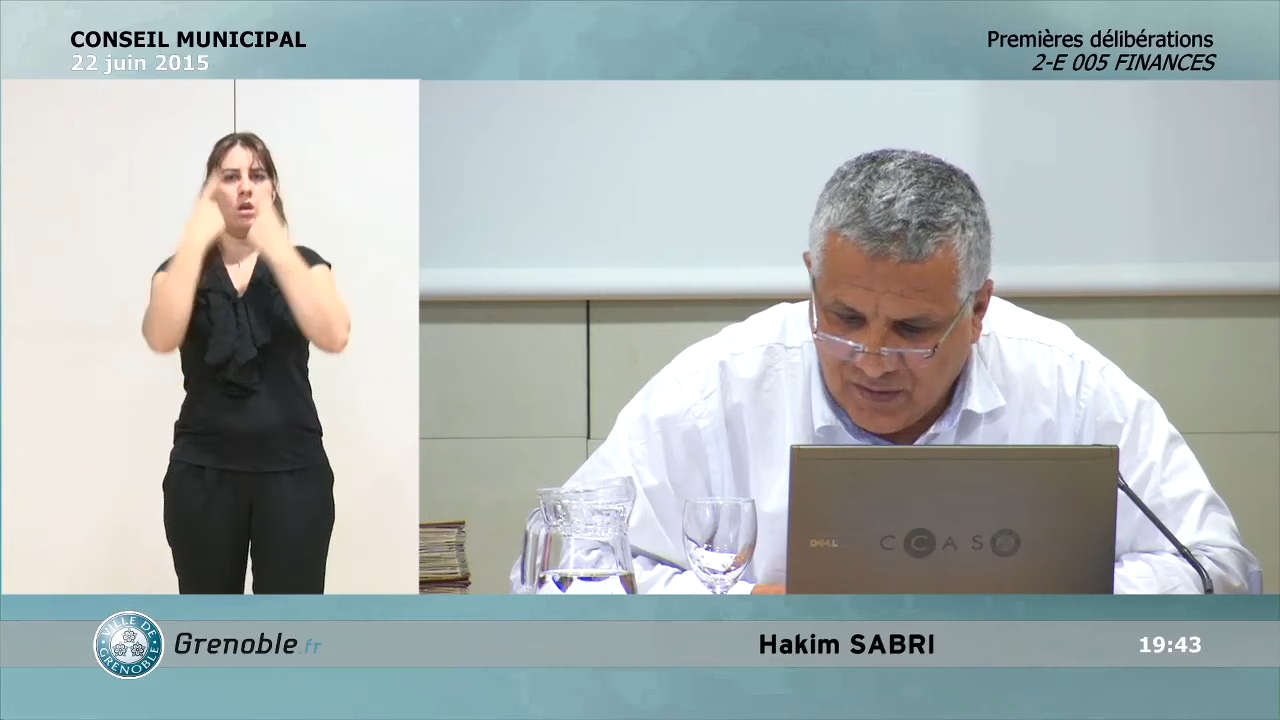 CONSEIL MUNICIPAL
22 juin 2015
Premières délibérations
2-E 005 FINANCES
DELL
CCAS
VILLE DE GRENOBLE
Grenoble.fr
Hakim SABRI
19:43